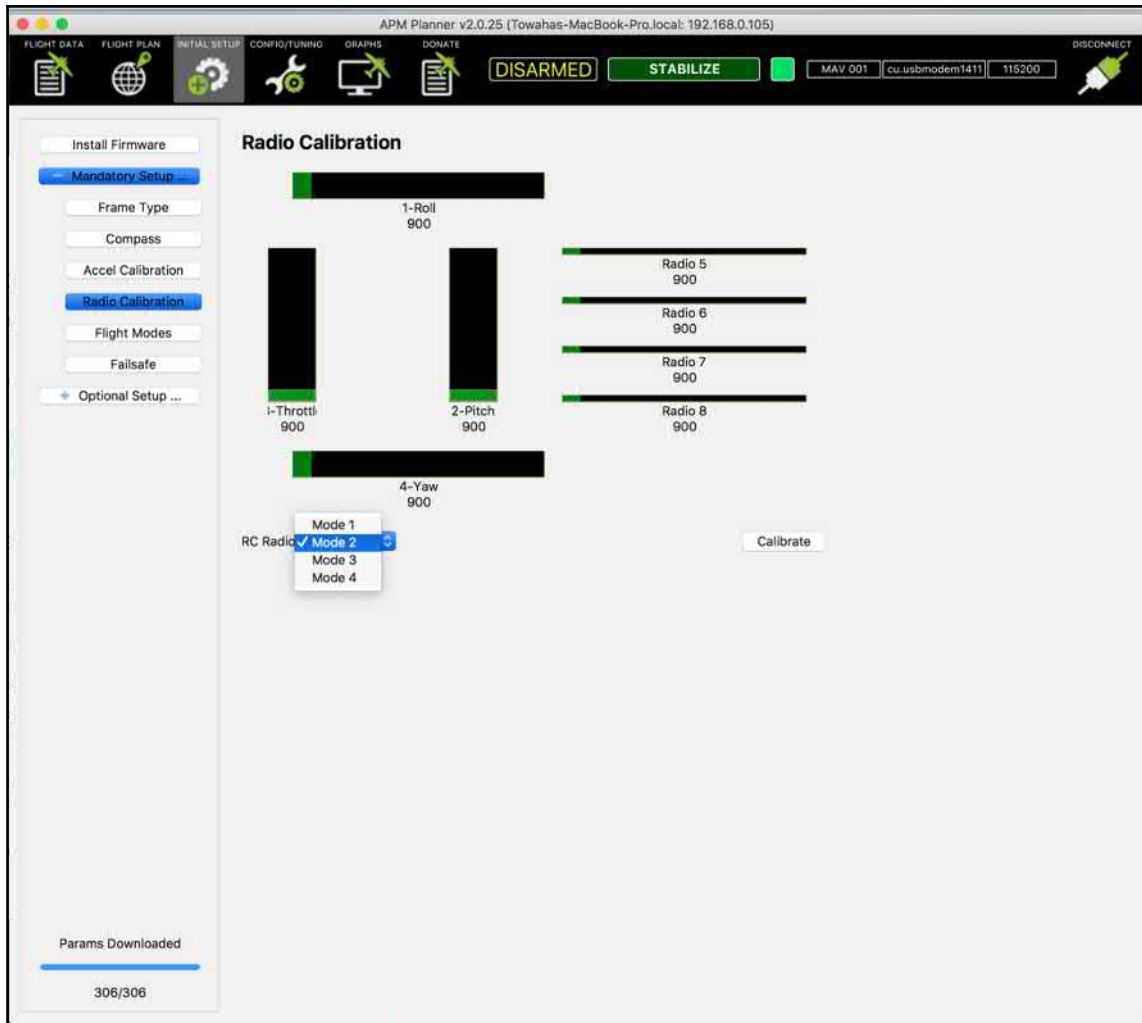 APM Planner v2.0.25 (Towahas-MacBook-Pro.local: 192.168.0.105)
FLIGHT DATA FLIGHT PLAN INITIAL SETUP CONFIG/TUNING GRAPHS DONATE DISCONNECT
DISARMED STABILIZE MAV 001 cu.usbmodem1411 115200
Install Firmware
Mandatory Setup ...
Frame Type
Compass
Accel Calibration
Radio Calibration
Flight Modes
Failsafe
Optional Setup ...
Params Downloaded
306/306
Radio Calibration
1-Roll
900
Radio 5
900
Radio 6
900
Radio 7
900
Radio 8
900
-Throttl
900
2-Pitch
900
4-Yaw
900
RC Radio
Mode 1
Mode 2
Mode 3
Mode 4
Calibrate